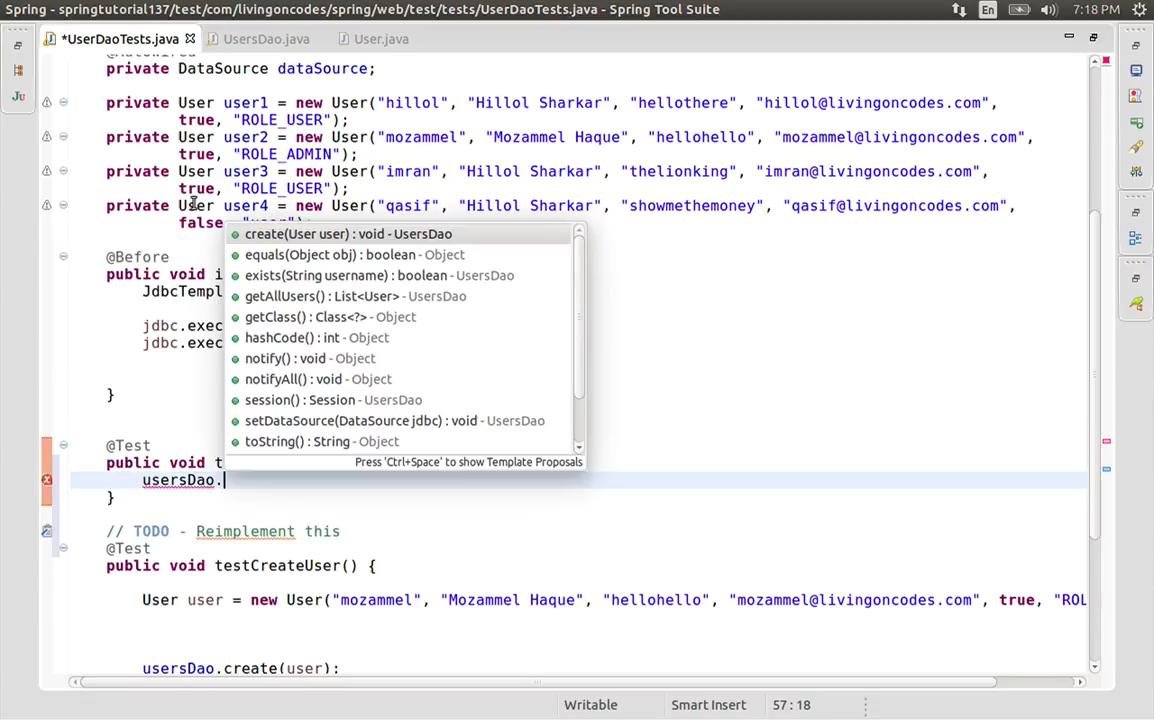 Spring - springtutorial137/test/com/livingoncodes/spring/web/test/tests/UserDaoTests.java - Spring Tool Suite
En
7:18 PM
*UserDaoTests.java
UsersDao.java
User.java
@Autowired
private DataSource dataSource;
private User user1 = new User("hillol", "Hillol Sharkar", "hellothere", "hillol@livingoncodes.com",
true, "ROLE_USER");
private User user2 = new User("mozammel", "Mozammel Haque", "hellohello", "mozammel@livingoncodes.com",
true, "ROLE_ADMIN");
private User user3 = new User("imran", "Hillol Sharkar", "thelionking", "imran@livingoncodes.com",
true, "ROLE_USER");
private User user4 = new User("qasif", "Hillol Sharkar", "showmethemoney", "qasif@livingoncodes.com",
false, "user");
@Before
public void i
JdbcTempl
jdbc.exec
jdbc.exec
}
create(User user) : void - UsersDao
equals(Object obj) : boolean - Object
exists(String username) : boolean - UsersDao
getAllUsers() : List<User> - UsersDao
getClass() : Class<?> - Object
hashCode() : int - Object
notify() : void - Object
notifyAll() : void - Object
session() : Session - UsersDao
setDataSource(DataSource jdbc) : void - UsersDao
toString() : String - Object
Press 'Ctrl+Space' to show Template Proposals
@Test
public void t
usersDao.
}
// TODO - Reimplement this
@Test
public void testCreateUser() {
User user = new User("mozammel", "Mozammel Haque", "hellohello", "mozammel@livingoncodes.com", true, "ROL
usersDao.create(user);
Writable
Smart Insert
57 : 18